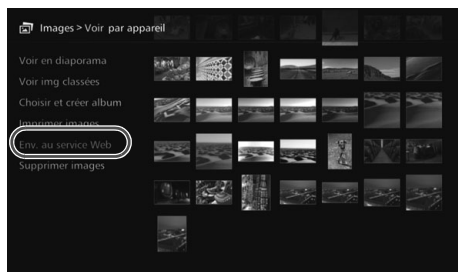 Images > Voir par appareil
Voir en diaporama
Voir img classées
Choisir et créer album
Imprimer images
Env. au service Web
Supprimer images